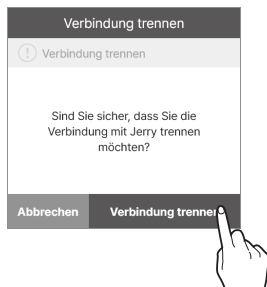 Verbindung trennen
Verbindung trennen
Sind Sie sicher, dass Sie die
Verbindung mit Jerry trennen
möchten?
Abbrechen Verbindung trennen